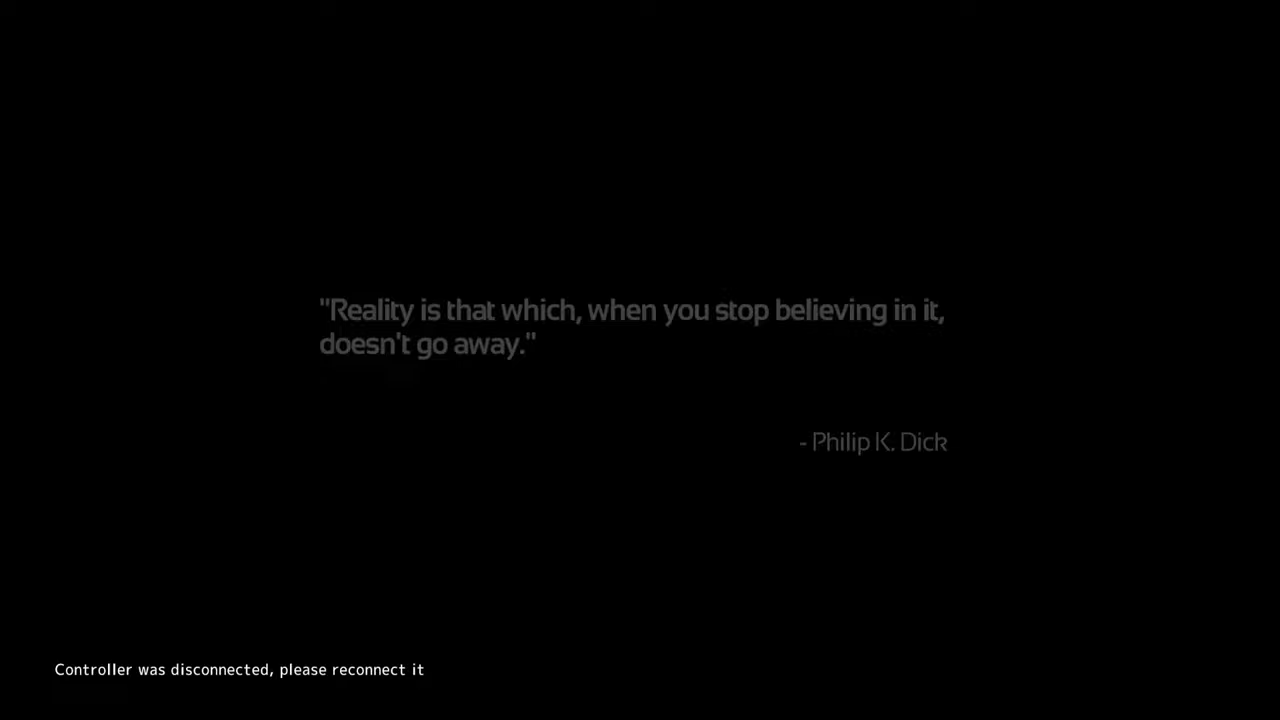 "Reality is that which, when you stop believing in it,
doesn't go away."
- Philip K. Dick
Controller was disconnected, please reconnect it